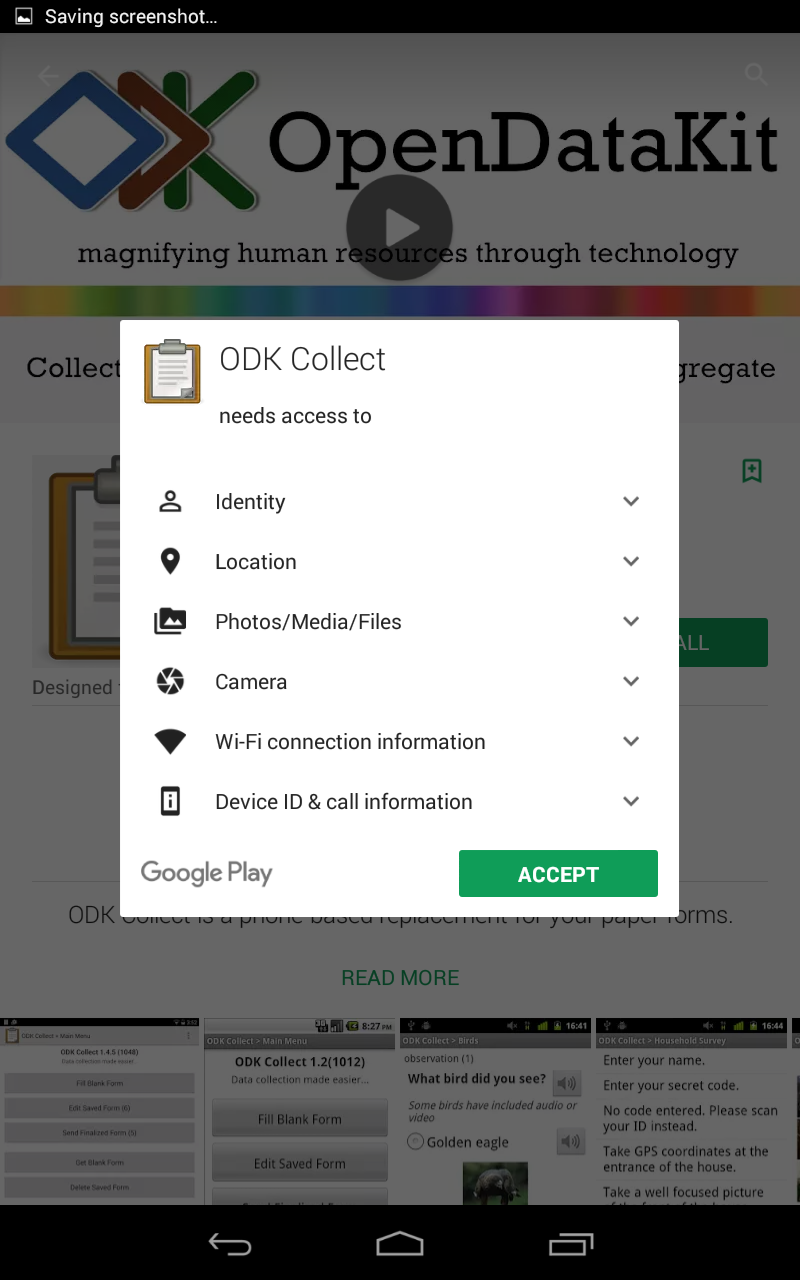 Saving screenshot...
OpenDataKit
magnifying human resources through technology
Collect
gregate
ODK Collect
needs access to
Identity
Location
Photos/Media/Files
Camera
Wi-Fi connection information
Device ID & call information
Google Play
ACCEPT
ALL
Designed
ODK Collect is a phone based replacement for your paper forms.
READ MORE
ODK Collect > Main Menu
ODK Collect 1.4.5 (1048)
Data collection made easier...
Fill Blank Form
Edit Saved Form (6)
Send Finalized Form (5)
Get Blank Form
Delete Saved Form
8:27 PM
ODK Collect > Main Menu
ODK Collect 1.2(1012)
Data collection made easier...
Fill Blank Form
Edit Saved Form
16:41
ODK Collect > Birds
observation (1)
What bird did you see?
Some birds have included audio or
video
Golden eagle
16:44
ODK Collect > Household Survey
Enter your name.
Enter your secret code.
No code entered. Please scan
your ID instead.
Take GPS coordinates at the
entrance of the house.
Take a well focused picture